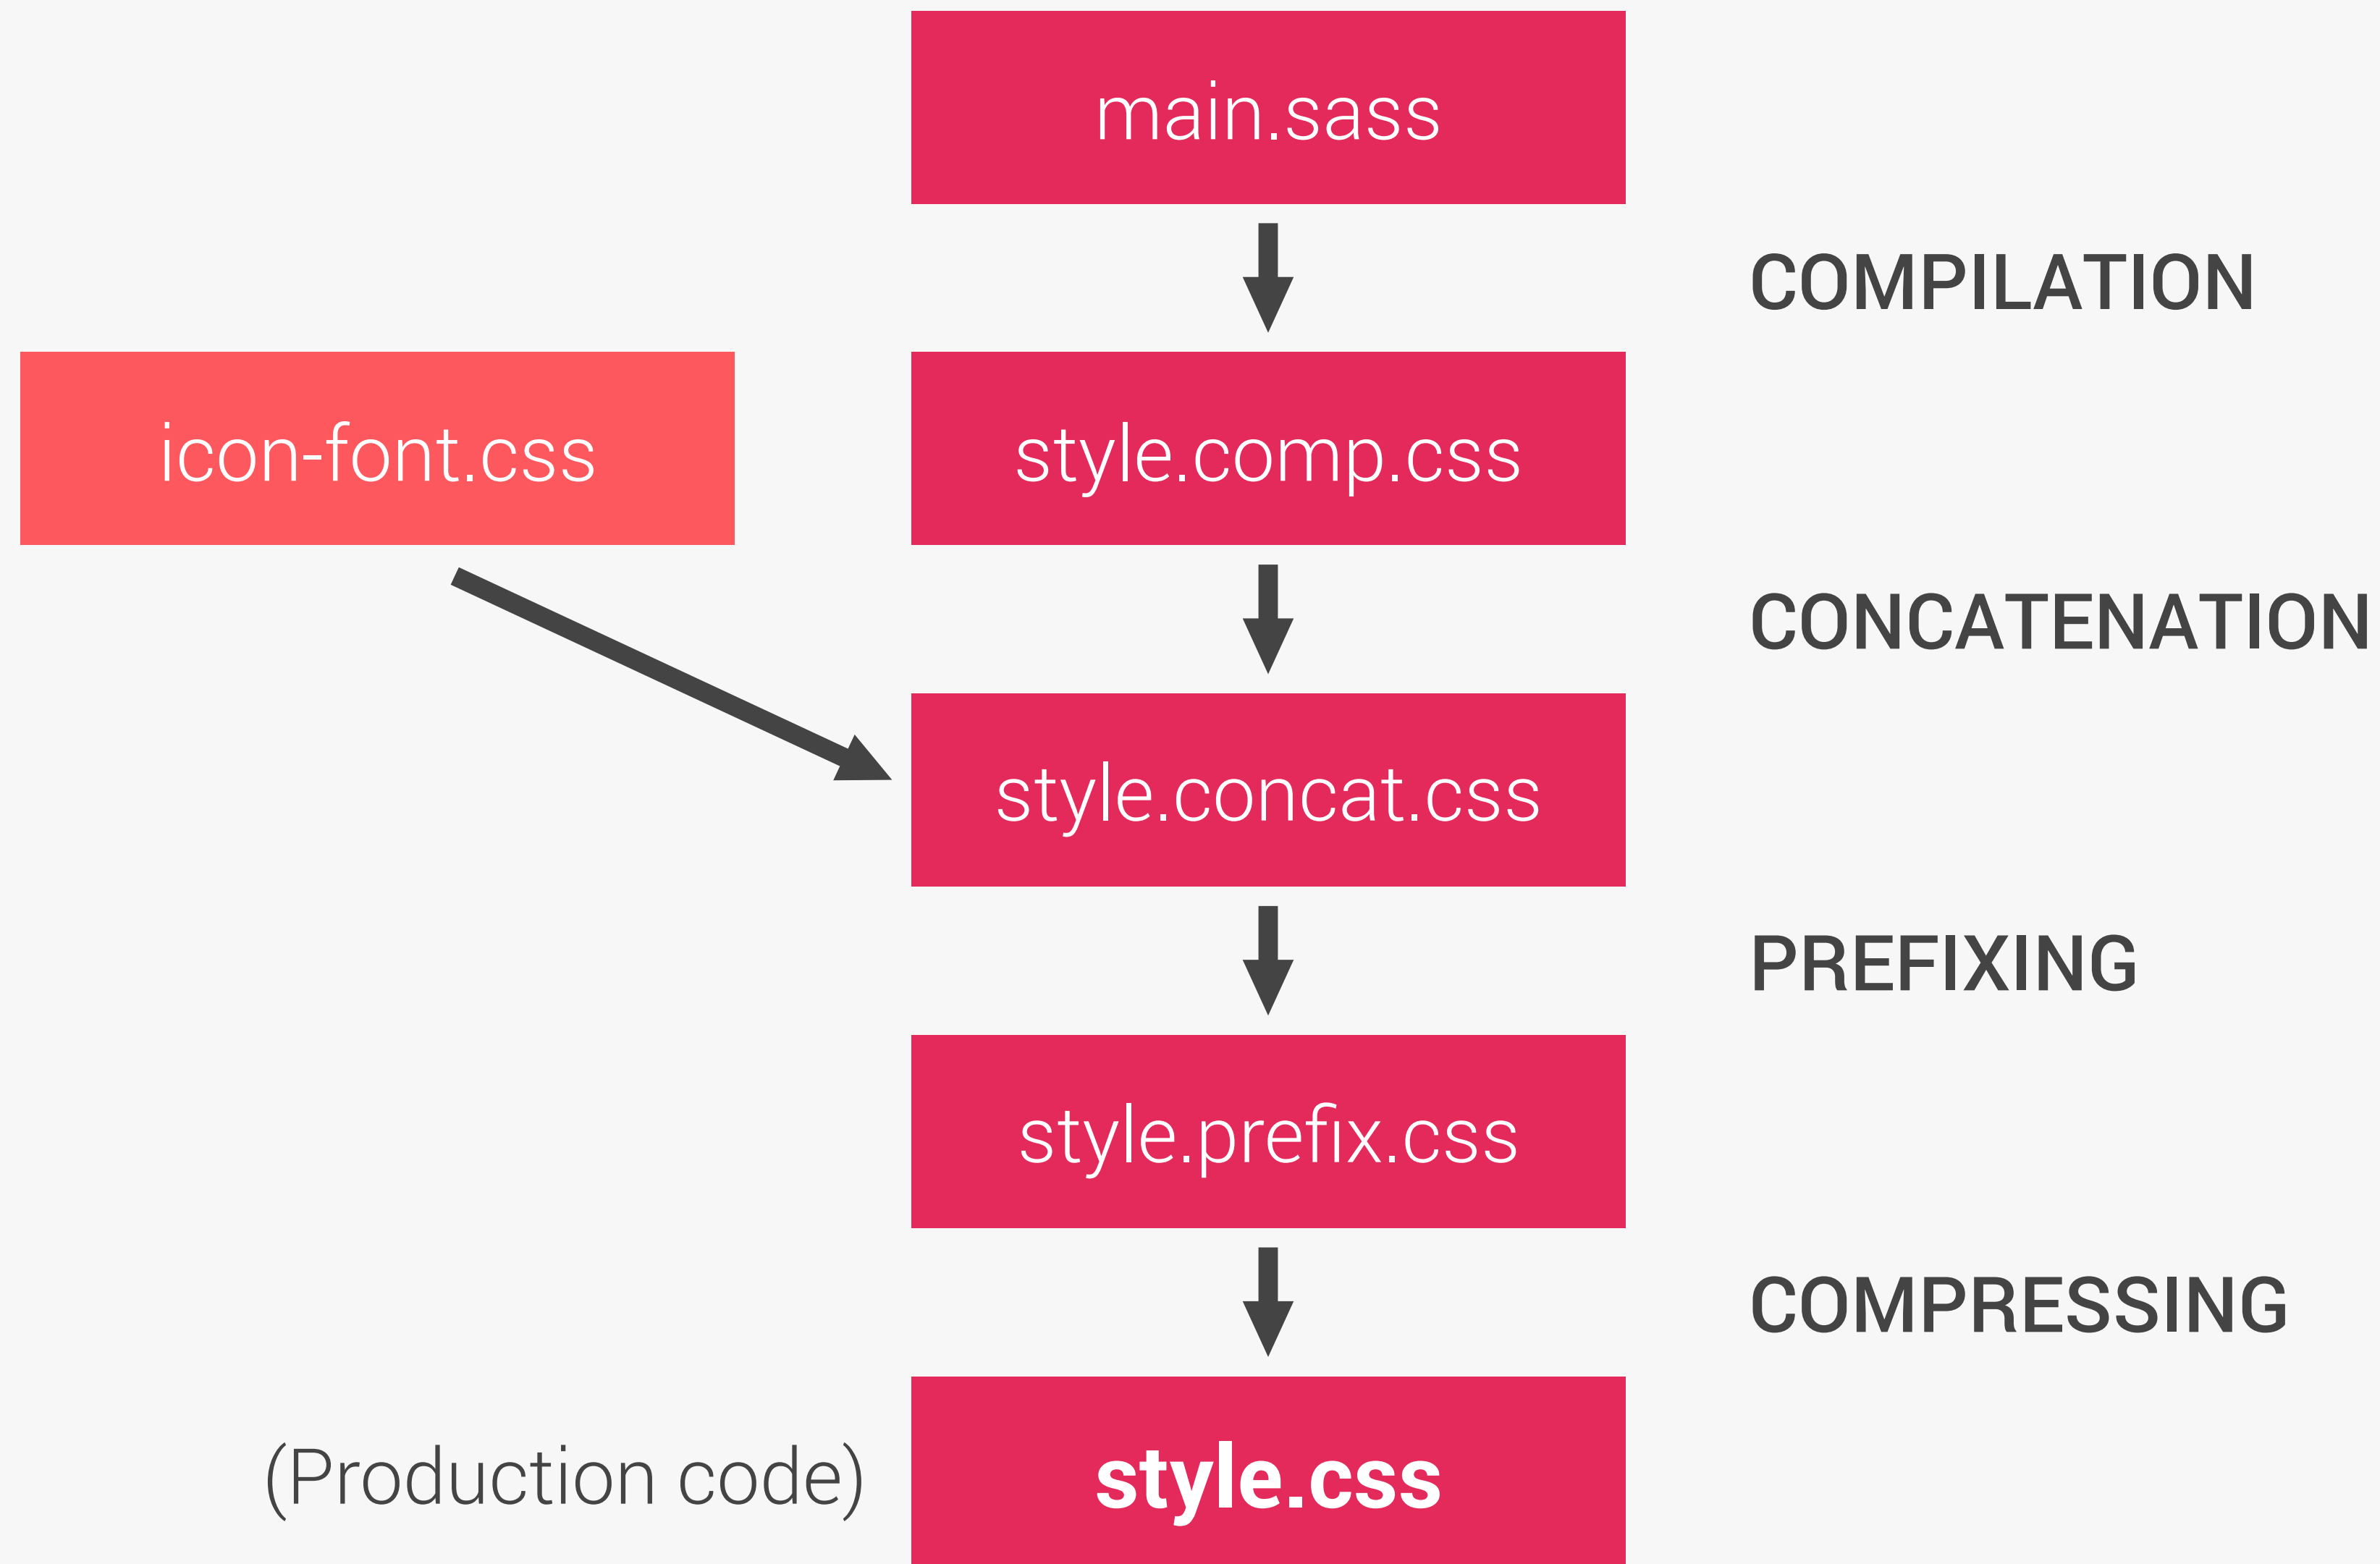 main.sass
COMPILATION
icon-font.css
style.comp.css
CONCATENATION
style.concat.css
PREFIXING
style.prefix.css
COMPRESSING
(Production code)
style.css